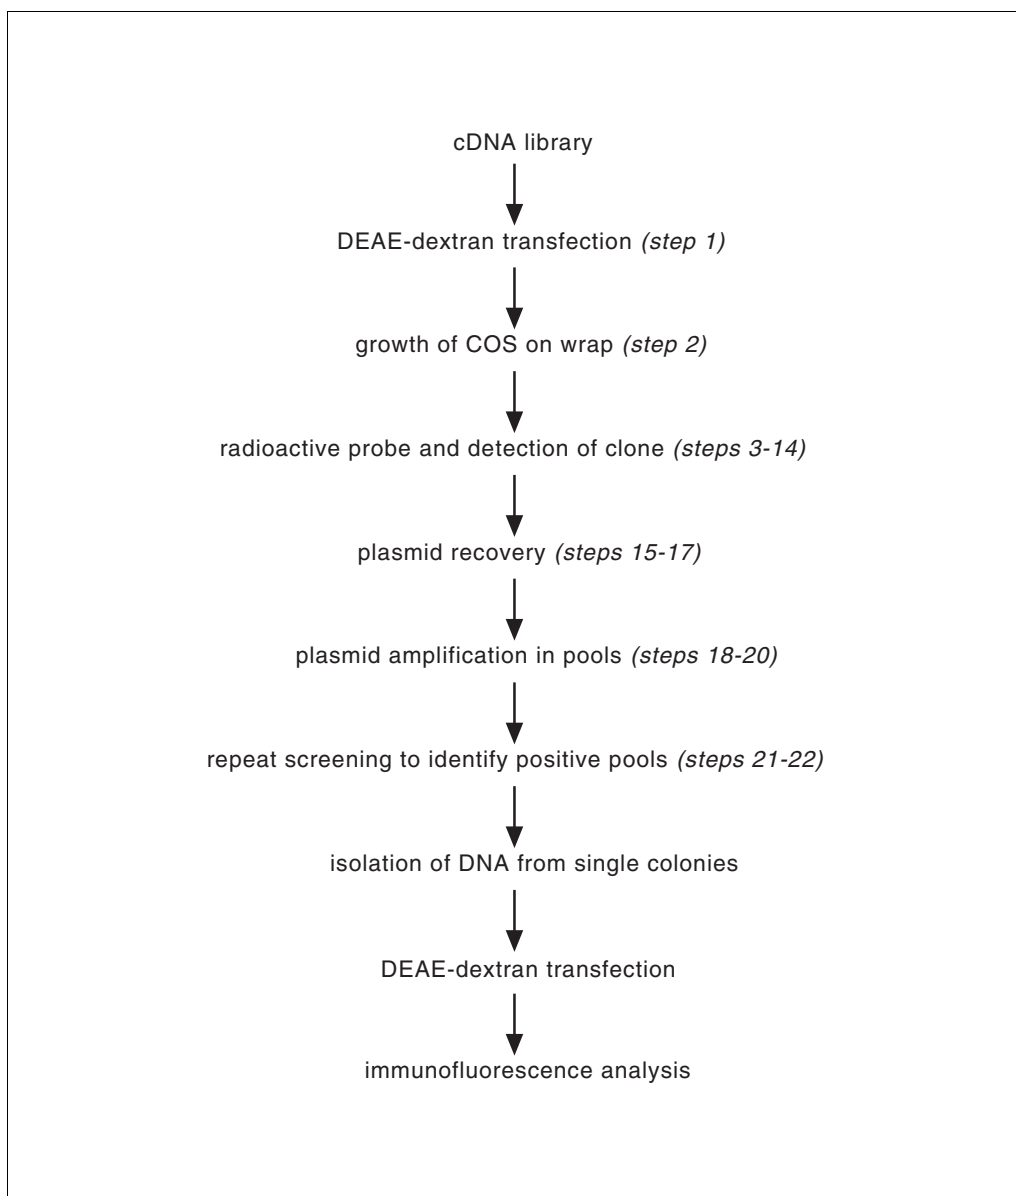 cDNA library
DEAE-dextran transfection (step 1)
growth of COS on wrap (step 2)
radioactive probe and detection of clone (steps 3-14)
plasmid recovery (steps 15-17)
plasmid amplification in pools (steps 18-20)
repeat screening to identify positive pools (steps 21-22)
isolation of DNA from single colonies
DEAE-dextran transfection
immunofluorescence analysis